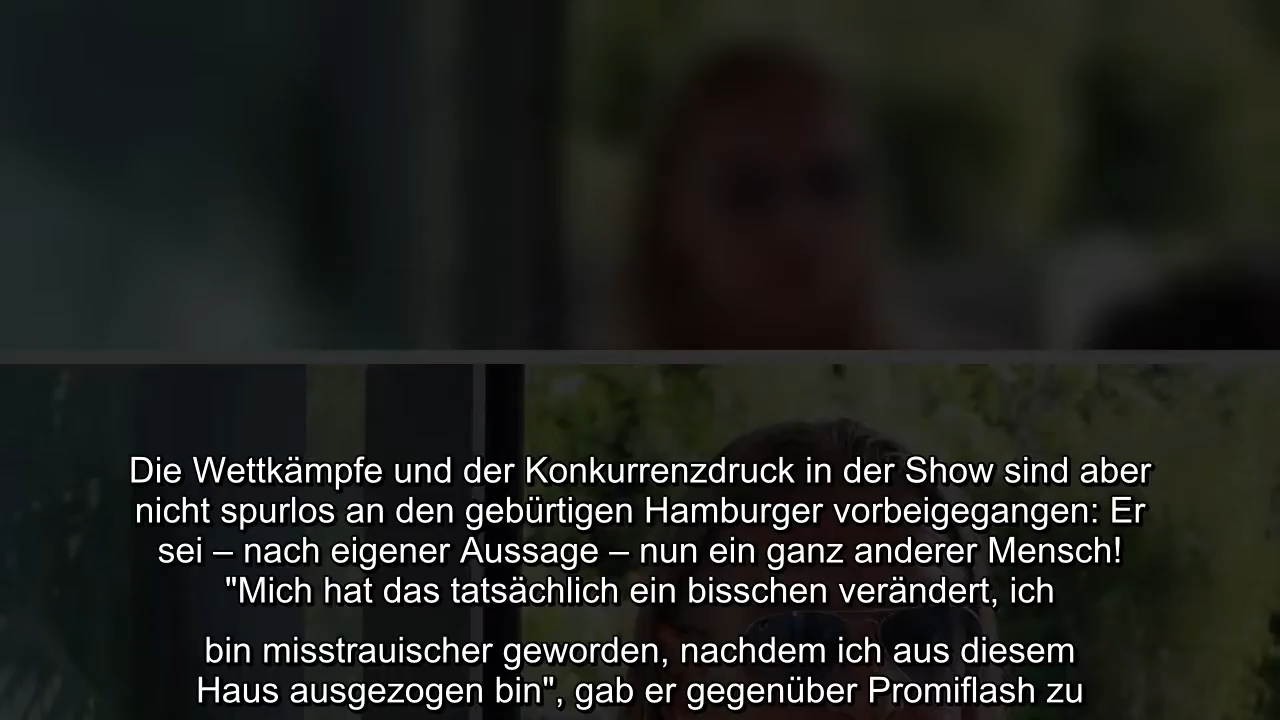 Die Wettkämpfe und der Konkurrenzdruck in der Show sind aber
nicht spurlos an den gebürtigen Hamburger vorbeigegangen: Er
sei – nach eigener Aussage – nun ein ganz anderer Mensch!
"Mich hat das tatsächlich ein bisschen verändert, ich
bin misstrauischer geworden, nachdem ich aus diesem
Haus ausgezogen bin", gab er gegenüber Promiflash zu